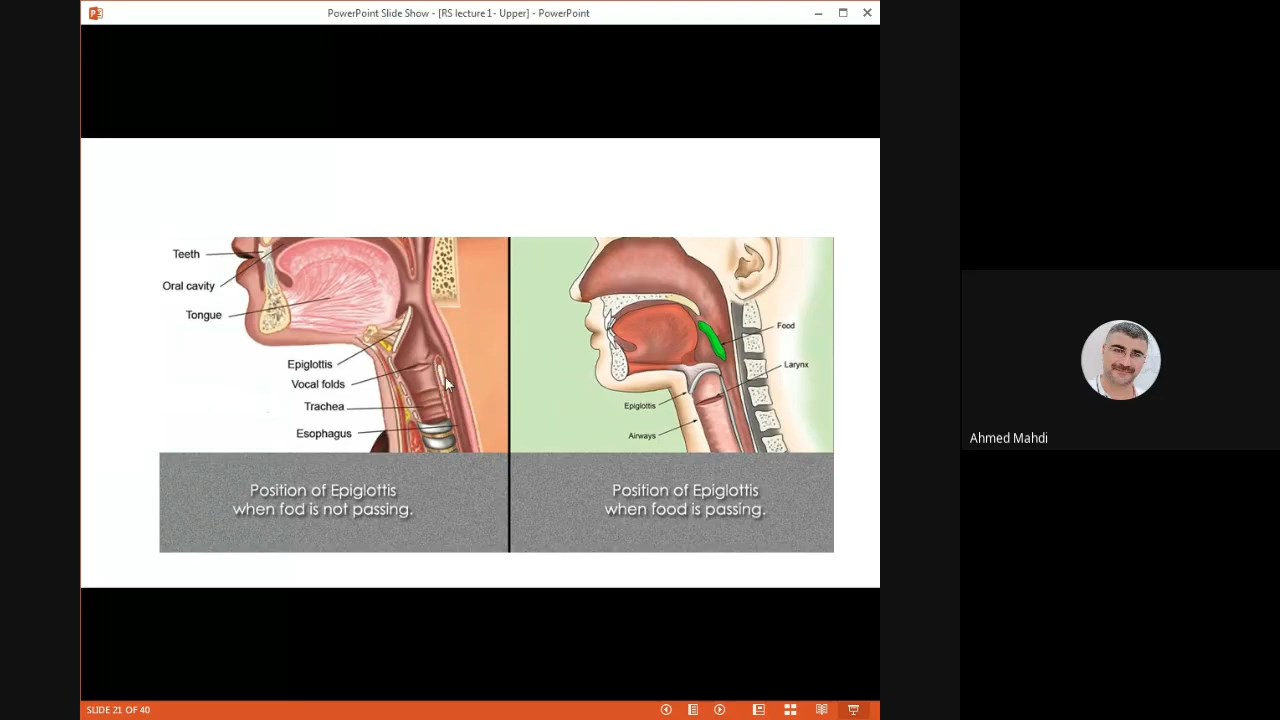 PowerPoint Slide Show - [RS lecture 1- Upper] - PowerPoint
Teeth
Oral cavity
Tongue
Epiglottis
Vocal folds
Trachea
Esophagus
Position of Epiglottis
when fod is not passing.
Food
Larynx
Epiglottis
Airways
Position of Epiglottis
when food is passing.
Ahmed Mahdi
SLIDE 21 OF 40